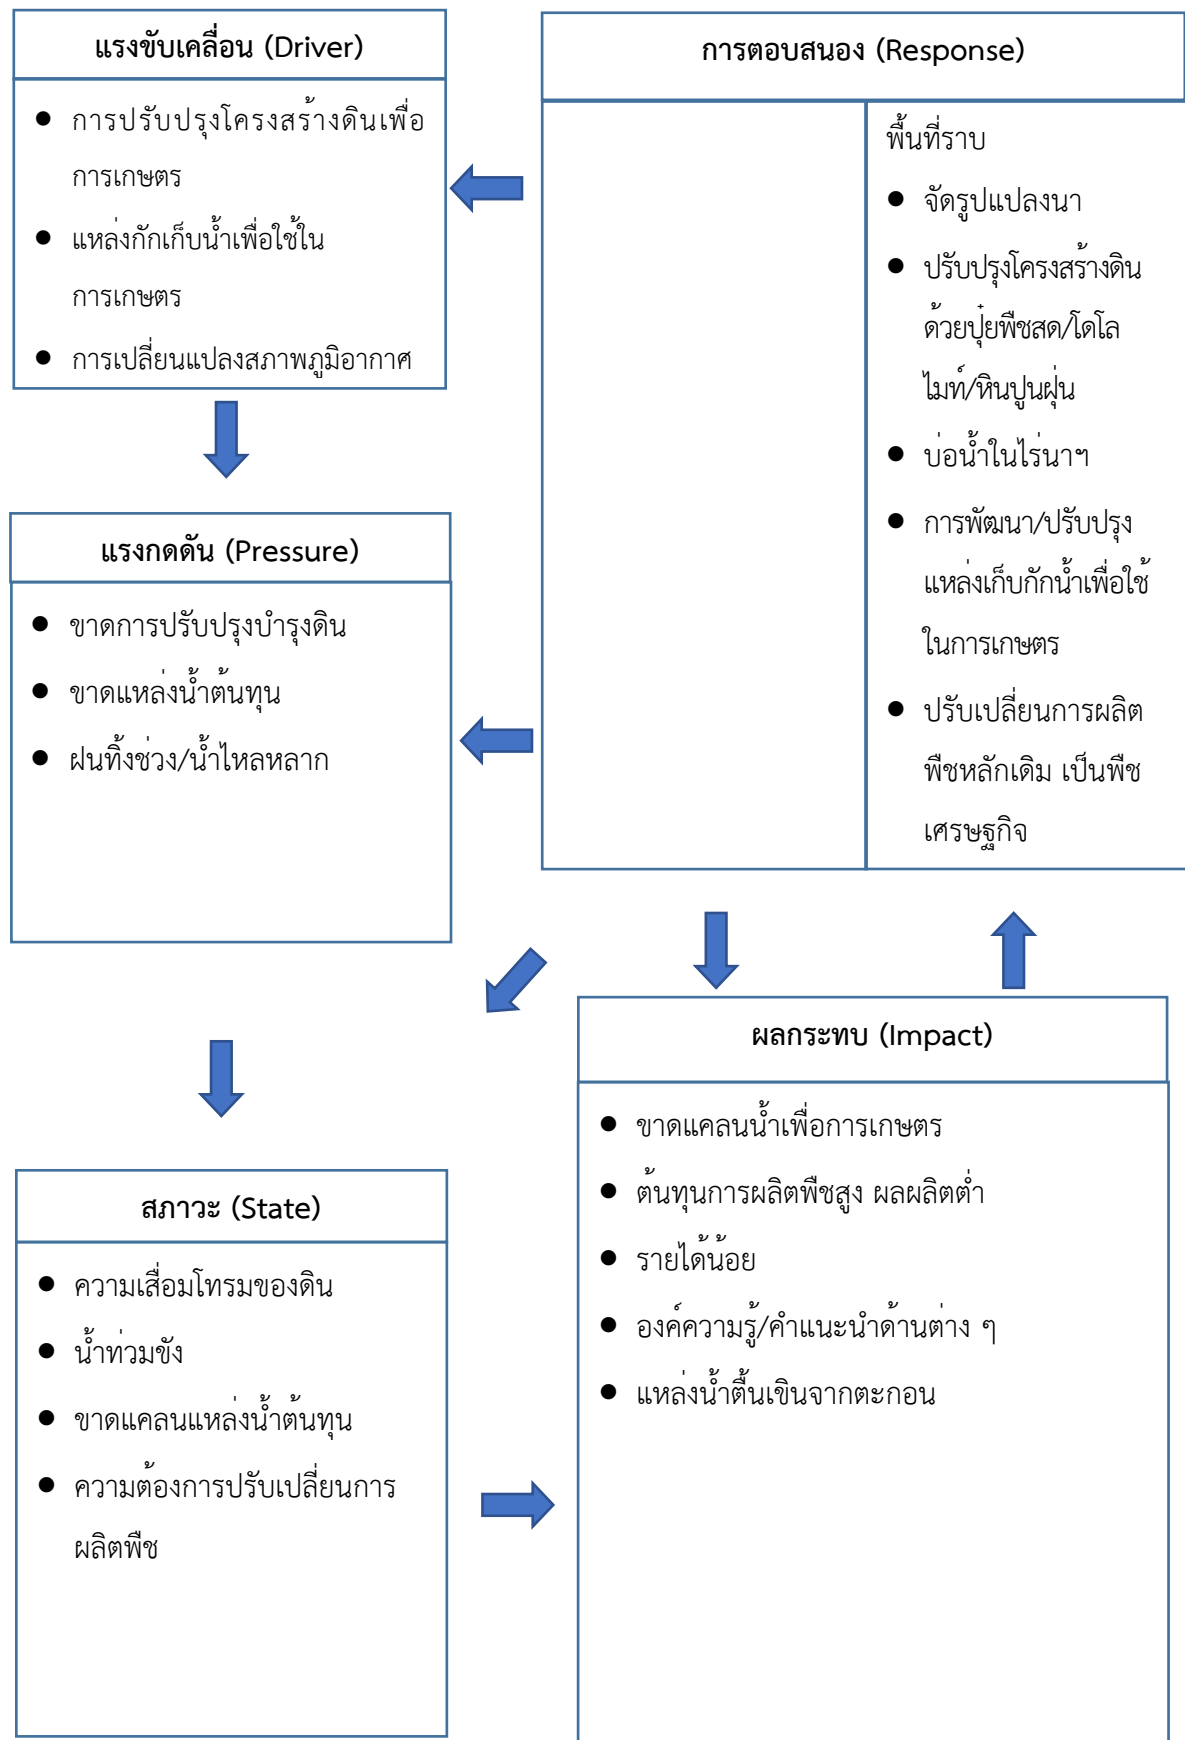 แรงขับเคลื่อน (Driver)
● การปรับปรุงโครงสร้างดินเพื่อ
การเกษตร
● แหล่งกักเก็บน้ำเพื่อใช้ใน
การเกษตร
● การเปลี่ยนแปลงสภาพภูมิอากาศ
การตอบสนอง (Response)
พื้นที่ราบ
● จัดรูปแปลงนา
● ปรับปรุงโครงสร้างดิน
ด้วยปุ๋ยพืชสด/โดโล
ไมท์/หินปูนฝุ่น
● บ่อน้ำในไร่นาฯ
● การพัฒนา/ปรับปรุง
แหล่งเก็บกักน้ำเพื่อใช้
ในการเกษตร
● ปรับเปลี่ยนการผลิต
พืชหลักเดิม เป็นพืช
เศรษฐกิจ
แรงกดดัน (Pressure)
● ขาดการปรับปรุงบำรุงดิน
● ขาดแหล่งน้ำต้นทุน
● ฝนทิ้งช่วง/น้ำไหลหลาก
สภาวะ (State)
● ความเสื่อมโทรมของดิน
● น้ำท่วมขัง
● ขาดแคลนแหล่งน้ำต้นทุน
● ความต้องการปรับเปลี่ยนการ
ผลิตพืช
ผลกระทบ (Impact)
● ขาดแคลนน้ำเพื่อการเกษตร
● ต้นทุนการผลิตพืชสูง ผลผลิตต่ำ
● รายได้น้อย
● องค์ความรู้/คำแนะนำด้านต่าง ๆ
● แหล่งน้ำตื้นเขินจากตะกอน